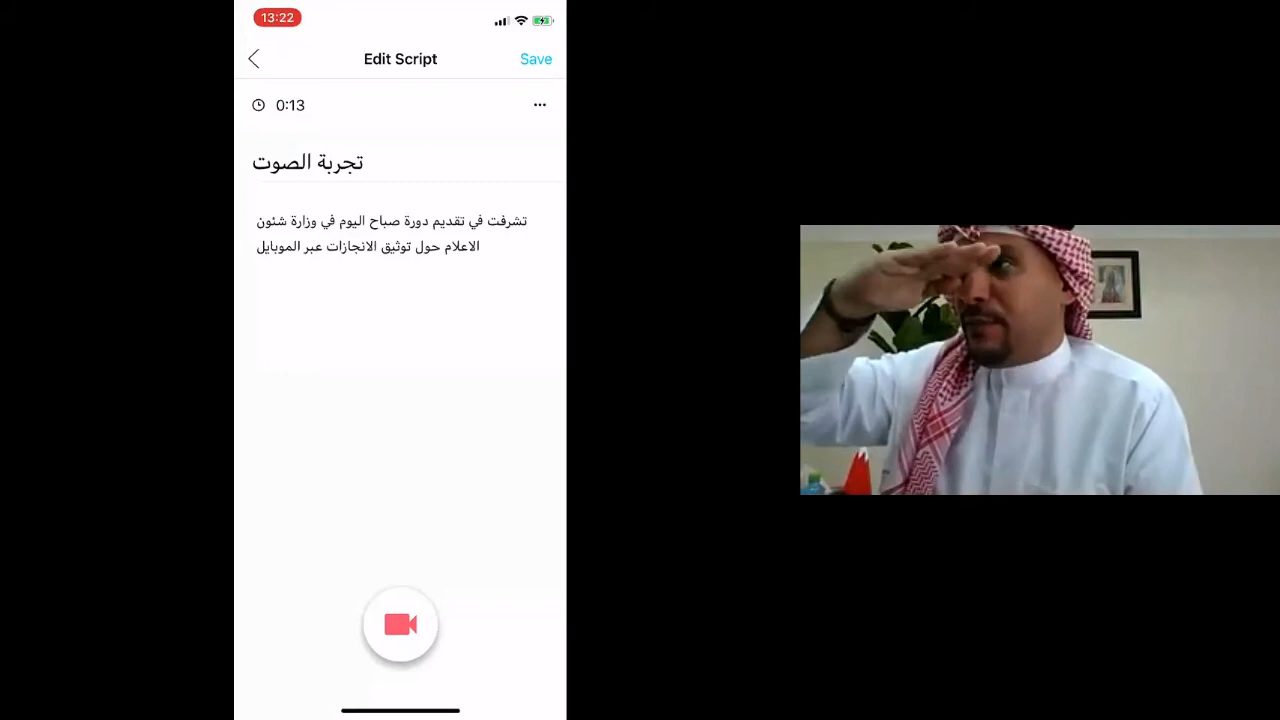 13:22
Edit Script
Save
0:13
تجربة الصوت
تشرفت في تقديم دورة صباح اليوم في وزارة شئون
الاعلام حول توثيق الانجازات عبر الموبايل